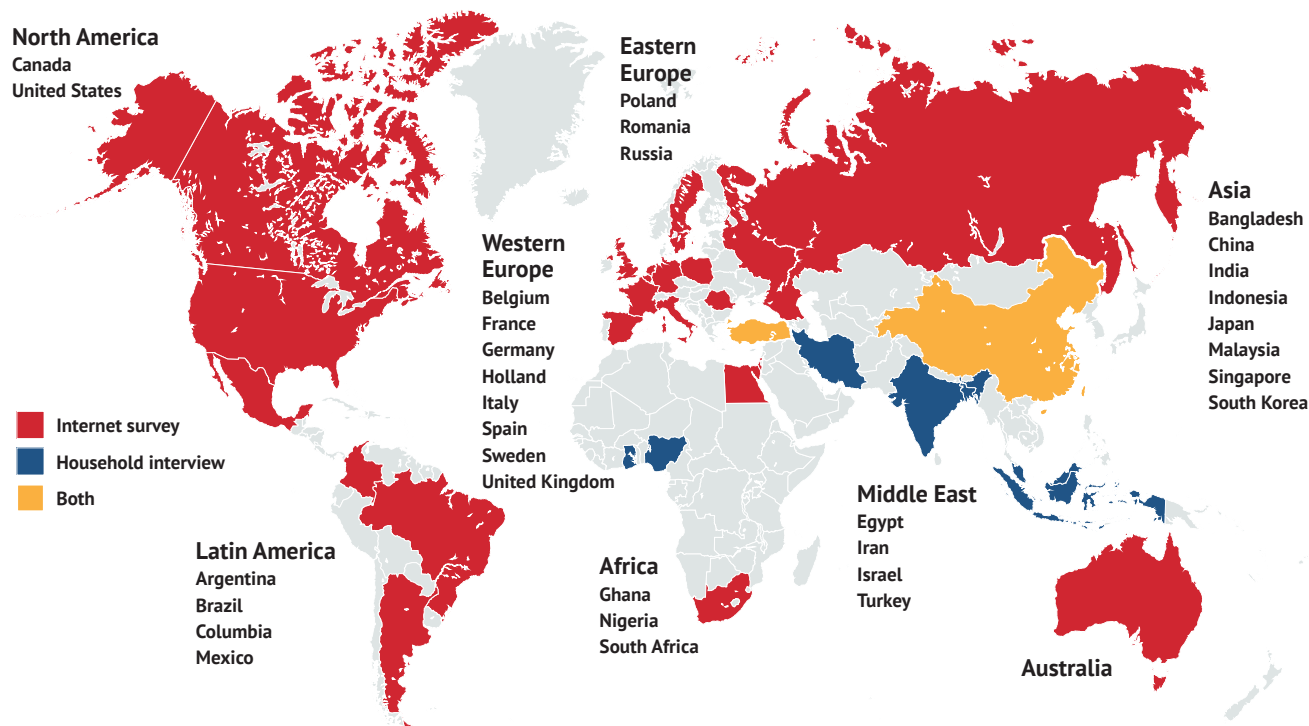 North America
Canada
United States
Eastern
Europe
Poland
Romania
Russia
Asia
Bangladesh
China
India
Indonesia
Japan
Malaysia
Singapore
South Korea
Western
Europe
Belgium
France
Germany
Holland
Italy
Spain
Sweden
United Kingdom
Internet survey
Household interview
Both
Latin America
Argentina
Brazil
Columbia
Mexico
Africa
Ghana
Nigeria
South Africa
Middle East
Egypt
Iran
Israel
Turkey
Australia